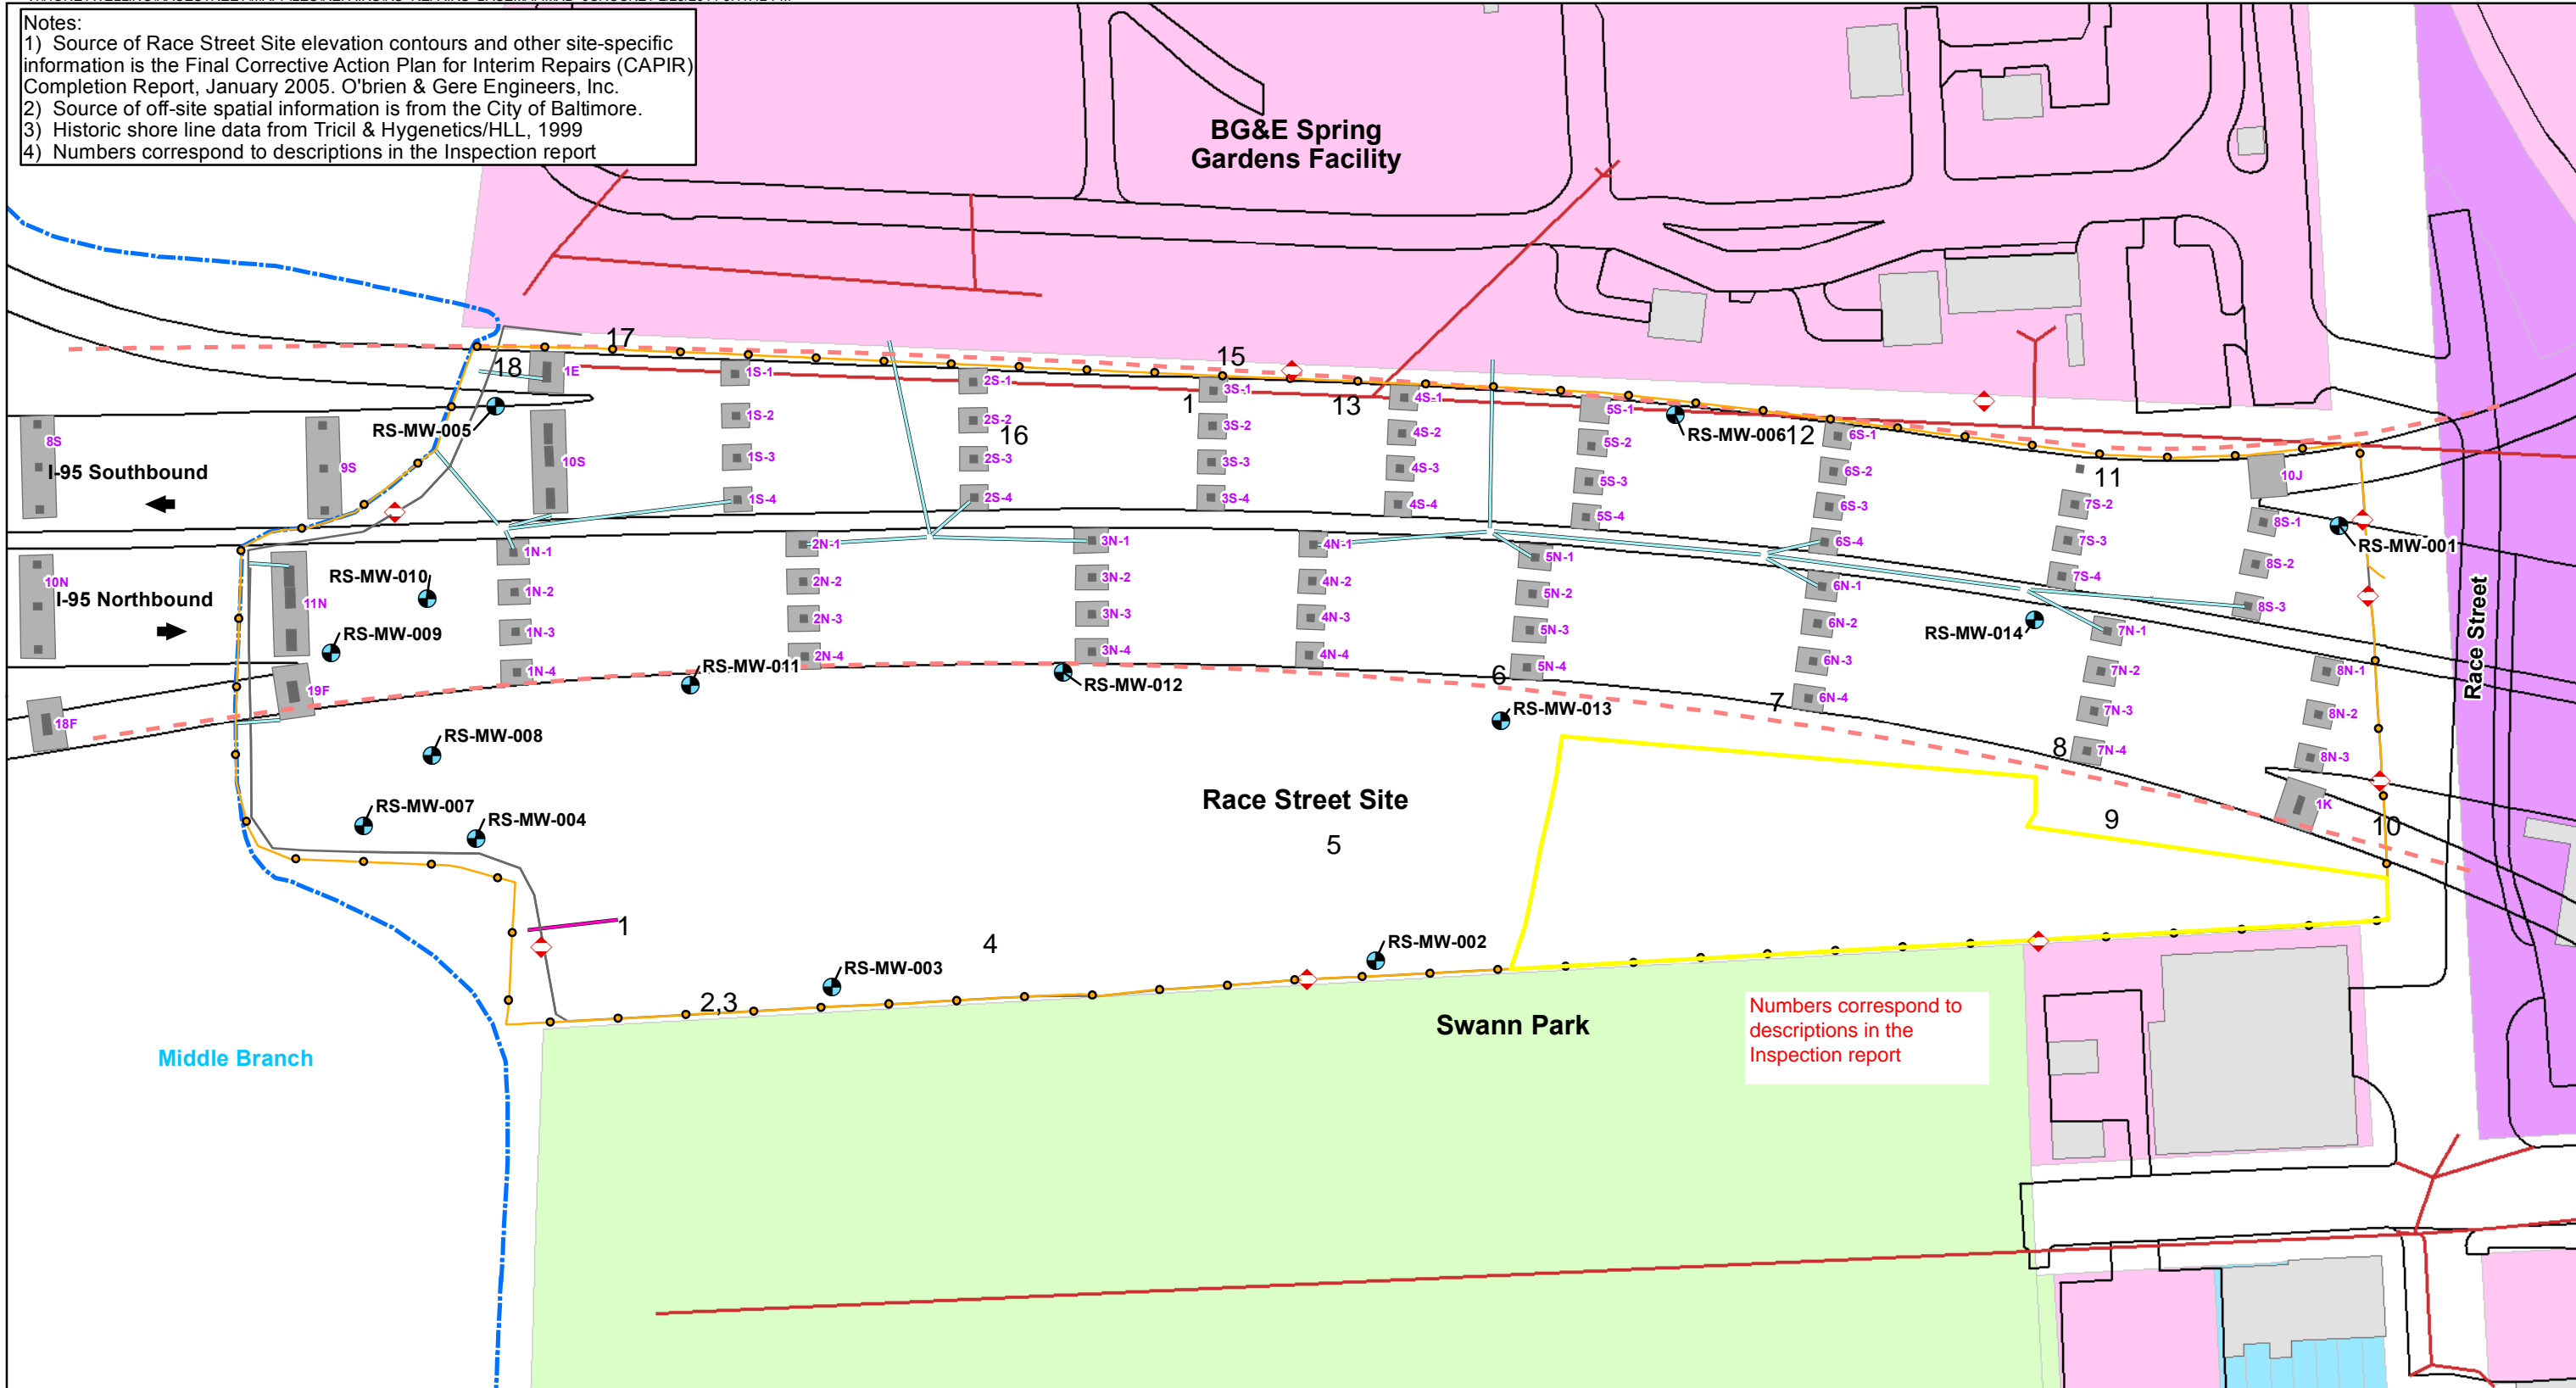 Notes:
1) Source of Race Street Site elevation contours and other site-specific
information is the Final Corrective Action Plan for Interim Repairs (CAPIR)
Completion Report, January 2005. O'brien & Gere Engineers, Inc.
2) Source of off-site spatial information is from the City of Baltimore.
3) Historic shore line data from Tricil & Hygenetics/HLL, 1999
4) Numbers correspond to descriptions in the Inspection report
BG&E Spring
Gardens Facility
17
15
18
1E
1S-1
2S-1
3S-1
4S-1
5S-1
6S-1
1
13
12
11
16
RS-MW-005
RS-MW-006
1S-2
2S-2
3S-2
4S-2
5S-2
6S-2
7S-2
8S
9S
10S
10J
I-95 Southbound
1S-3
2S-3
3S-3
4S-3
5S-3
6S-3
7S-3
8S-1
1S-4
2S-4
3S-4
4S-4
5S-4
6S-4
7S-4
8S-2
8S-3
RS-MW-001
1N-1
2N-1
3N-1
4N-1
5N-1
6N-1
7N-1
8N-1
10N
11N
RS-MW-010
I-95 Northbound
1N-2
2N-2
3N-2
4N-2
5N-2
6N-2
7N-2
8N-2
RS-MW-009
RS-MW-014
Race Street
1N-3
2N-3
3N-3
4N-3
5N-3
6N-3
7N-3
8N-3
1N-4
2N-4
3N-4
4N-4
5N-4
6N-4
7N-4
RS-MW-011
RS-MW-012
RS-MW-013
6
7
8
18F
19F
RS-MW-008
1K
RS-MW-007
RS-MW-004
Race Street Site
5
9
10
1
4
RS-MW-002
RS-MW-003
2,3
Swann Park
Middle Branch
Numbers correspond to
descriptions in the
Inspection report